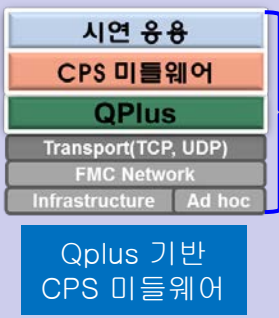 시연 응용
CPS 미들웨어
QPlus
Transport(TCP, UDP)
FMC Network
Infrastructure Ad hoc
Qplus 기반
CPS 미들웨어